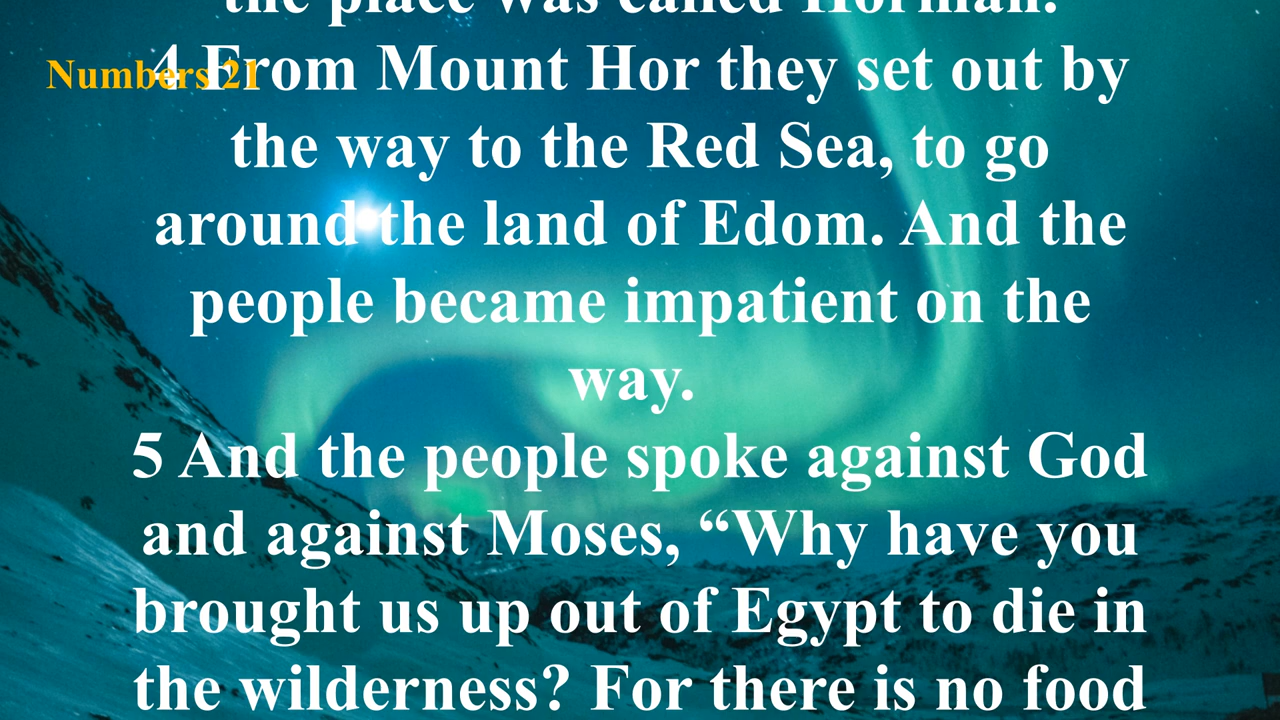 the place was called Hormah.
Numbers 21
4 From Mount Hor they set out by
the way to the Red Sea, to go
around the land of Edom. And the
people became impatient on the
way.
5 And the people spoke against God
and against Moses, “Why have you
brought us up out of Egypt to die in
the wilderness? For there is no food